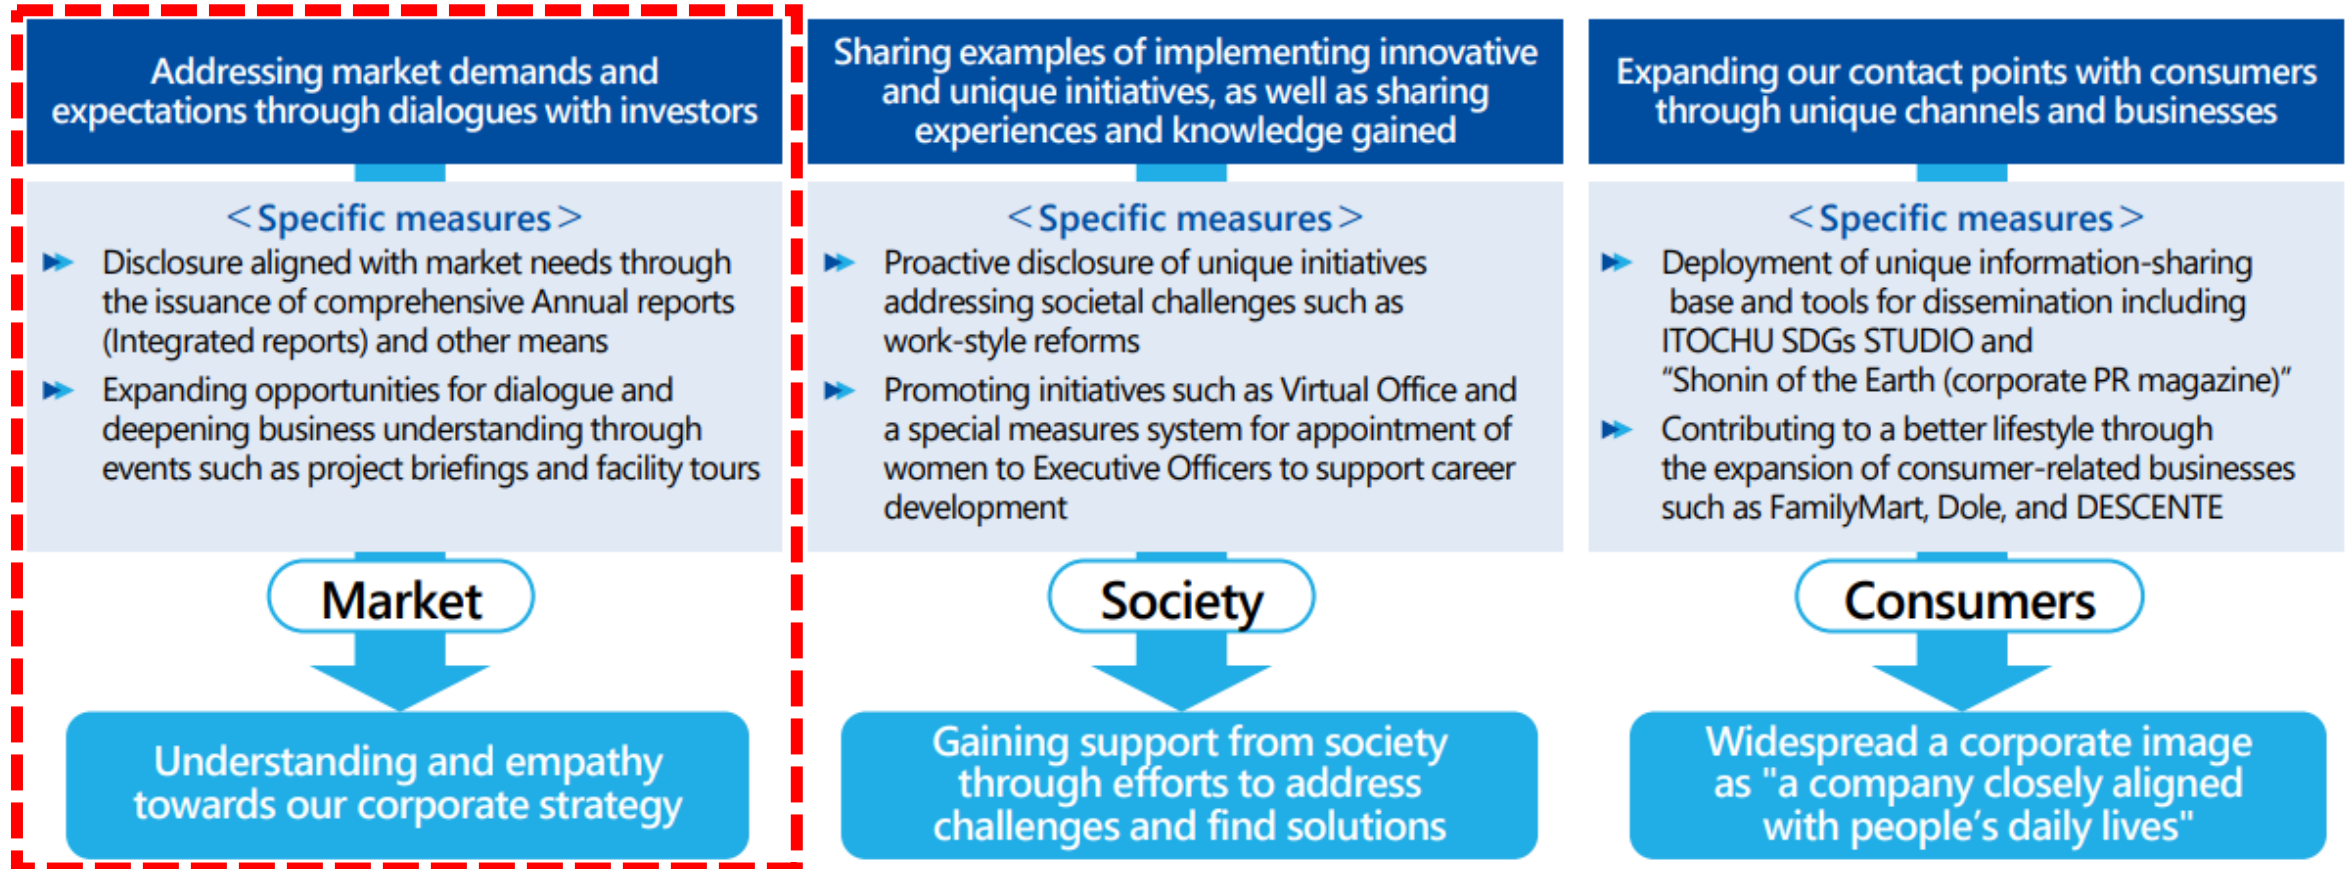 Addressing market demands and
expectations through dialogues with investors
＜Specific measures＞
Disclosure aligned with market needs through
the issuance of comprehensive Annual reports
(Integrated reports) and other means
Expanding opportunities for dialogue and
deepening business understanding through
events such as project briefings and facility tours
Market
Understanding and empathy
towards our corporate strategy
Sharing examples of implementing innovative
and unique initiatives, as well as sharing
experiences and knowledge gained
＜Specific measures＞
Proactive disclosure of unique initiatives
addressing societal challenges such as
work-style reforms
Promoting initiatives such as Virtual Office and
a special measures system for appointment of
women to Executive Officers to support career
development
Society
Gaining support from society
through efforts to address
challenges and find solutions
Expanding our contact points with consumers
through unique channels and businesses
＜Specific measures＞
Deployment of unique information-sharing
base and tools for dissemination including
ITOCHU SDGs STUDIO and
“Shonin of the Earth (corporate PR magazine)”
Contributing to a better lifestyle through
the expansion of consumer-related businesses
such as FamilyMart, Dole, and DESCENTE
Consumers
Widespread a corporate image
as "a company closely aligned
with people’s daily lives"